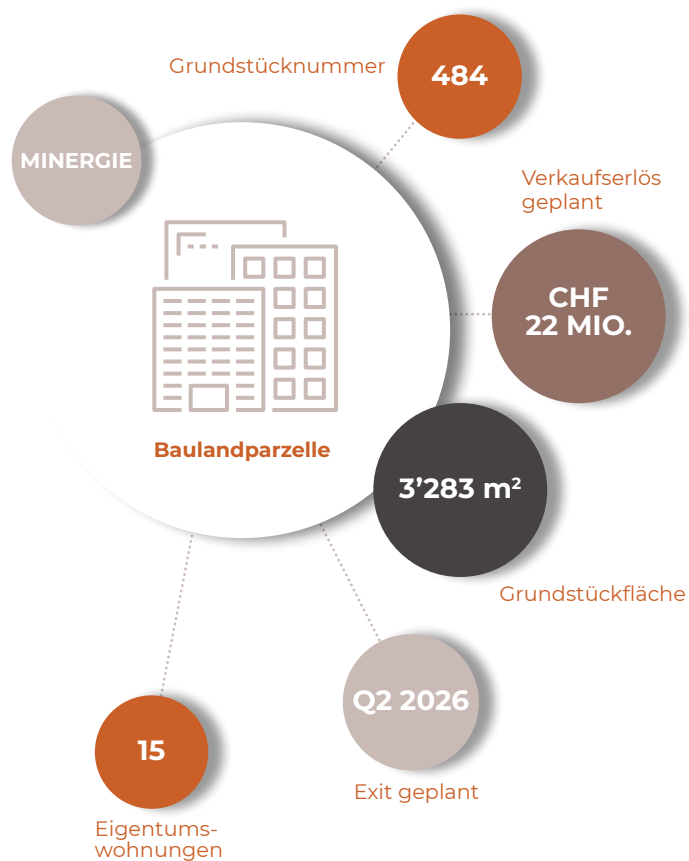 Grundstücknummer
484
MINERGIE
Verkaufserlös
geplant
CHF
22 MIO.
Baulandparzelle
3’283 m²
Grundstückfläche
Q2 2026
Exit geplant
15
Eigentums-
wohnungen